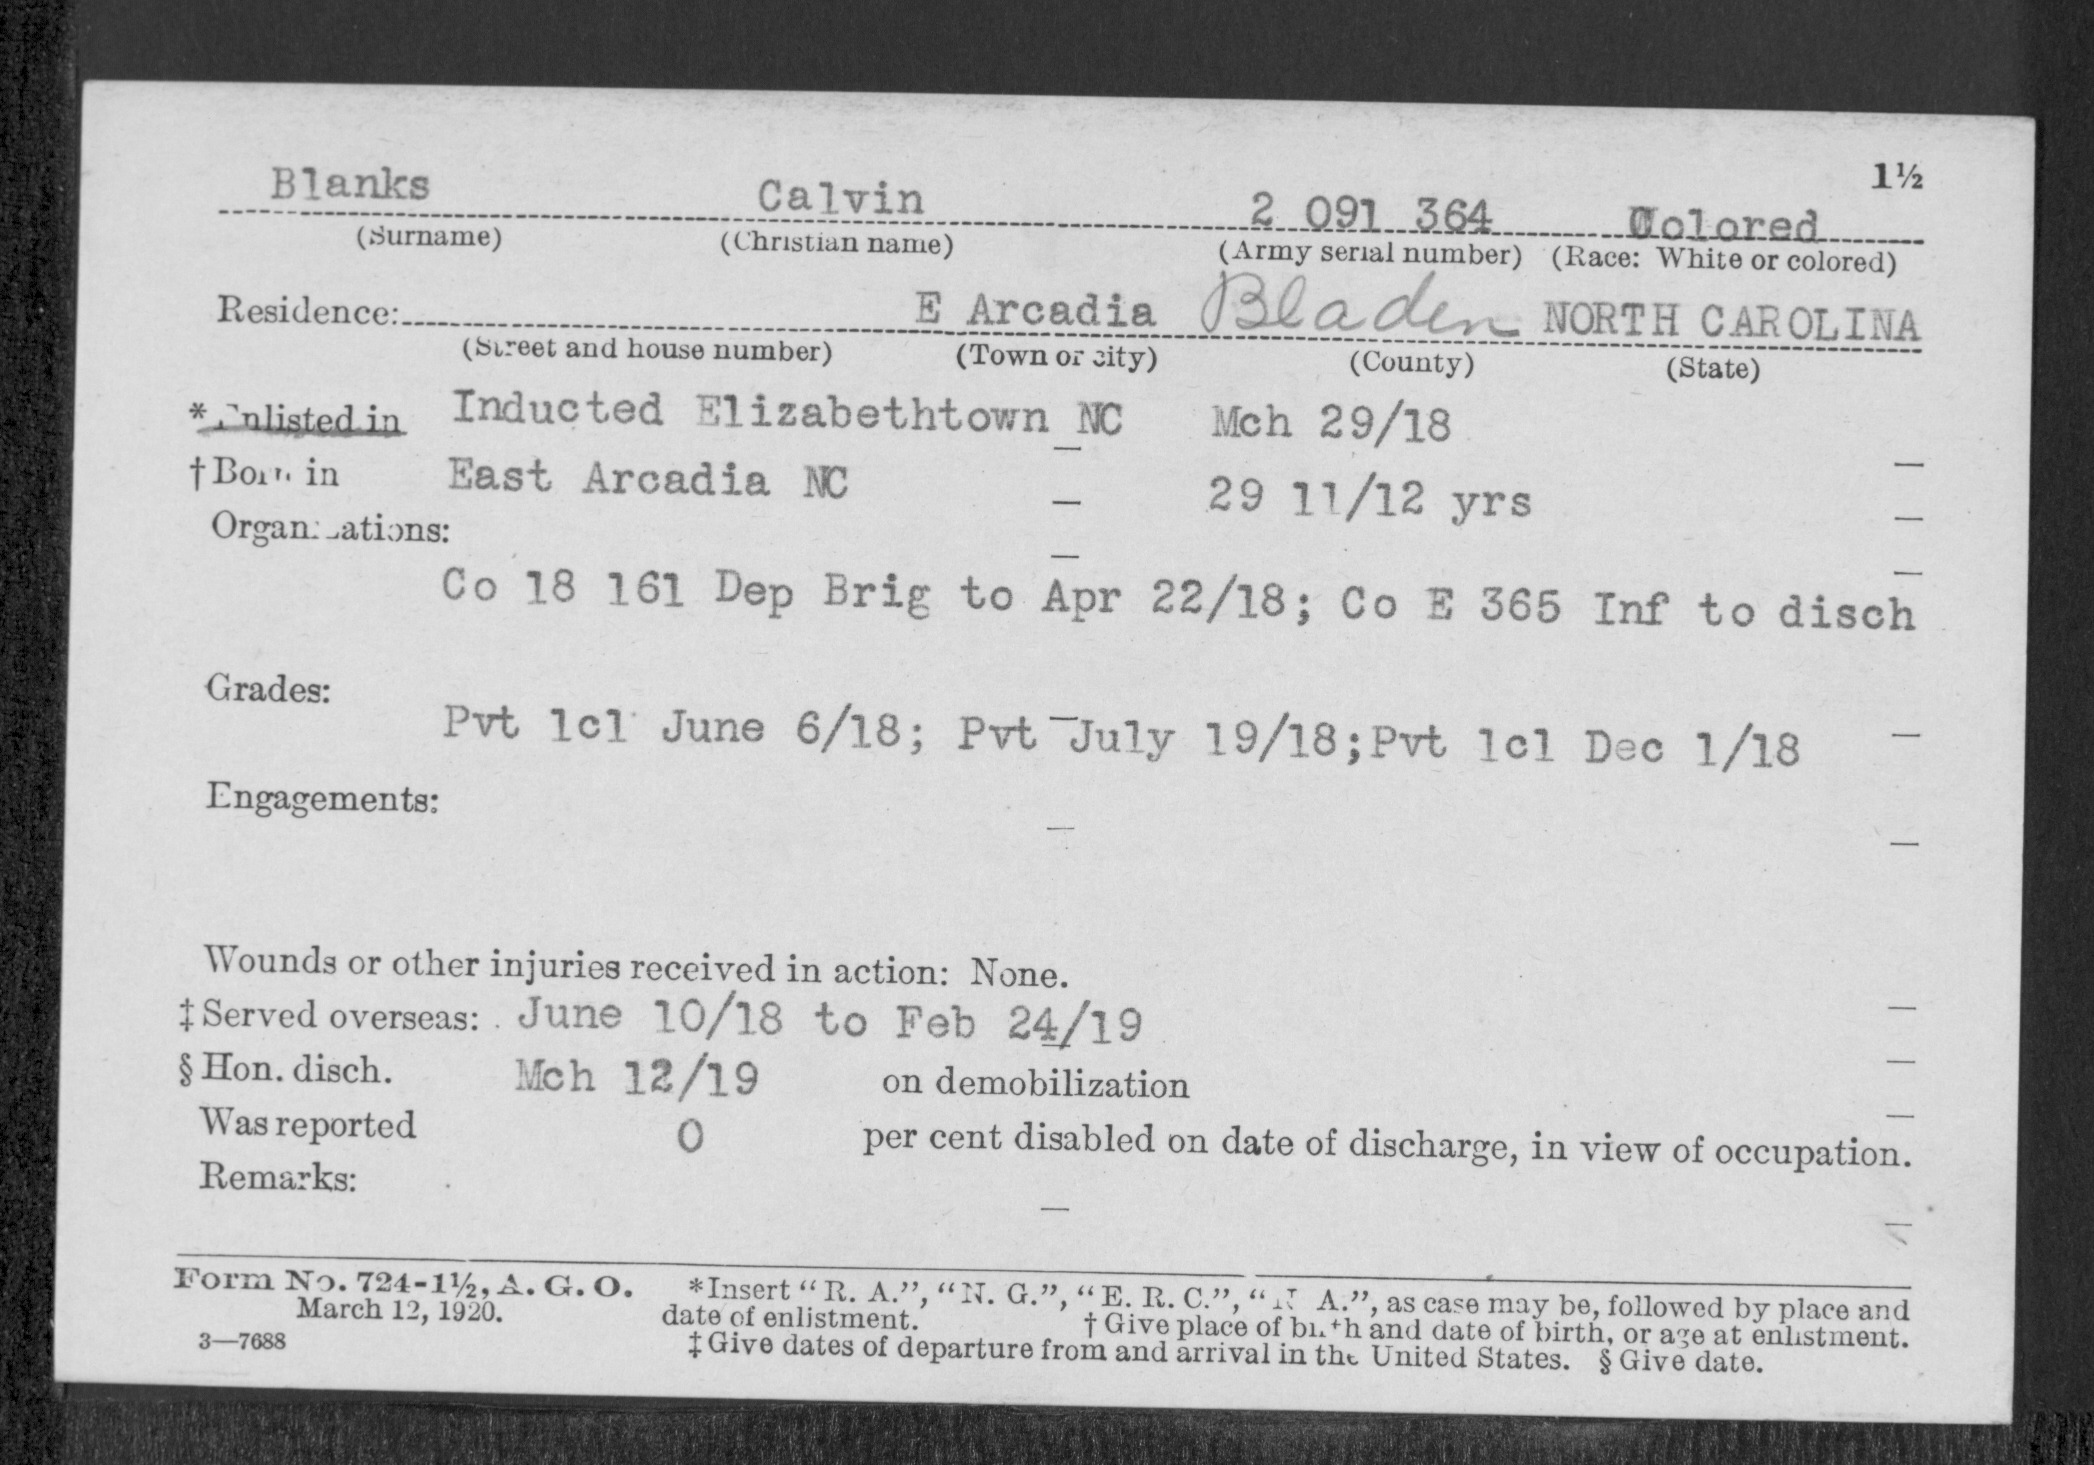 1½
Blanks Calvin 2 091 364 Colored
(Surname) (Christian name) (Army serial number) (Race: White or colored)
Residence: E Arcadia Bladen NORTH CAROLINA
(Street and house number) (Town or city) (County) (State)
* Enlisted in Inducted Elizabethtown NC Mch 29/18
† Born in East Arcadia NC 29 11/12 yrs
Organizations:
Co 18 161 Dep Brig to Apr 22/18; Co E 365 Inf to disch
Grades:
Pvt 1cl June 6/18; Pvt July 19/18;Pvt 1cl Dec 1/18
Engagements:
Wounds or other injuries received in action: None.
‡ Served overseas: June 10/18 to Feb 24/19
§ Hon. disch. Mch 12/19 on demobilization
Was reported 0 per cent disabled on date of discharge, in view of occupation.
Remarks:
Form No. 724-1½, A. G. O. *Insert "R. A.", "N. G.", "E. R. C.", "N. A.", as case may be, followed by place and
March 12, 1920. date of enlistment. † Give place of birth and date of birth, or age at enlistment.
3—7688 ‡ Give dates of departure from and arrival in the United States. § Give date.